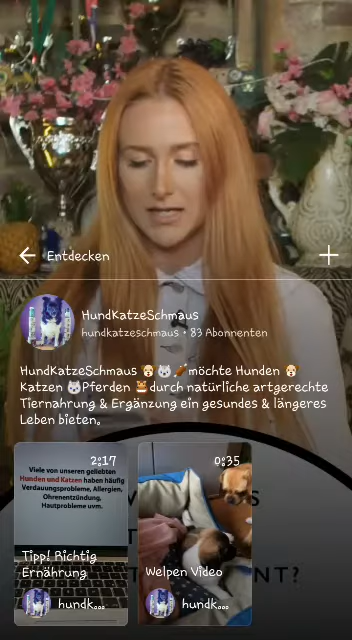 Entdecken
HundKatzeSchmaus
hundkatzeschmaus • 83 Abonnenten
HundKatzeSchmaus 🐶🐱🥕möchte Hunden 🐶
Katzen 🐱Pferden 🐴durch natürliche artgerechte
Tiernahrung & Ergänzung ein gesundes & längeres
Leben bieten.
2:17
Viele von unseren geliebten
Hunden und Katzen haben häufig
Verdauungsprobleme, Allergien,
Ohrenentzündung,
Hautprobleme uvm.
Tipp! Richtig
Ernährung
hundk...
0:35
Welpen Video
hundk...
NT?